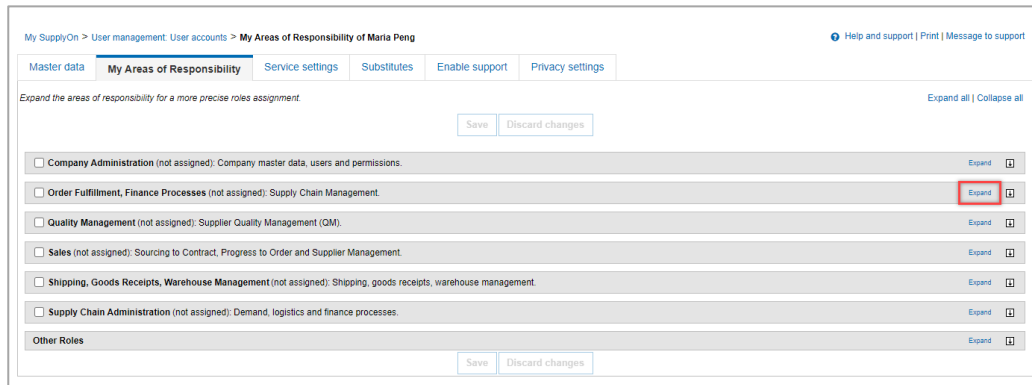 My SupplyOn > User management: User accounts > My Areas of Responsibility of Maria Peng
Help and support | Print | Message to support
Master data My Areas of Responsibility Service settings Substitutes Enable support Privacy settings
Expand the areas of responsibility for a more precise roles assignment.
Expand all | Collapse all
Save Discard changes
Company Administration (not assigned): Company master data, users and permissions. Expand
Order Fulfillment, Finance Processes (not assigned): Supply Chain Management. Expand
Quality Management (not assigned): Supplier Quality Management (QM). Expand
Sales (not assigned): Sourcing to Contract, Progress to Order and Supplier Management. Expand
Shipping, Goods Receipts, Warehouse Management (not assigned): Shipping, goods receipts, warehouse management. Expand
Supply Chain Administration (not assigned): Demand, logistics and finance processes. Expand
Other Roles Expand
Save Discard changes